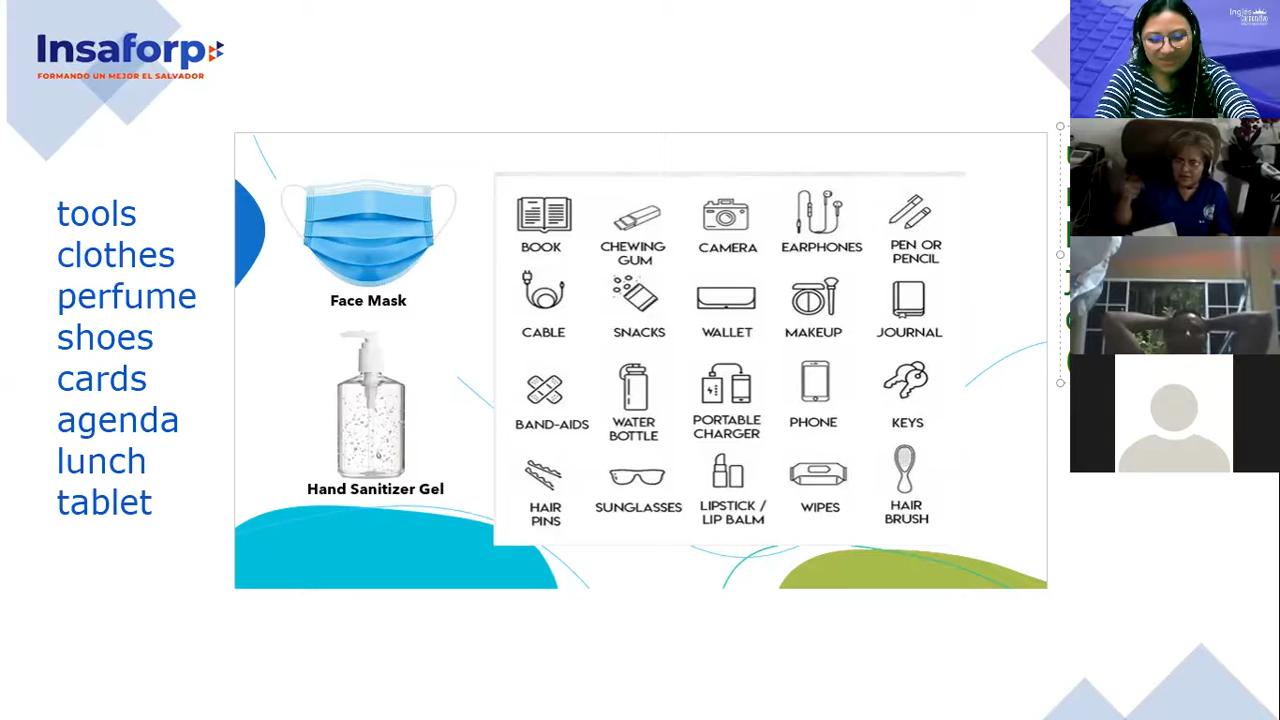 Insaforp
FORMANDO UN MEJOR EL SALVADOR
Inglés
tools
clothes
perfume
shoes
cards
agenda
lunch
tablet
Face Mask
Hand Sanitizer Gel
BOOK
CHEWING
GUM
CAMERA
EARPHONES
PEN OR
PENCIL
CABLE
SNACKS
WALLET
MAKEUP
JOURNAL
BAND-AIDS
WATER
BOTTLE
PORTABLE
CHARGER
PHONE
KEYS
HAIR
PINS
SUNGLASSES
LIPSTICK /
LIP BALM
WIPES
HAIR
BRUSH